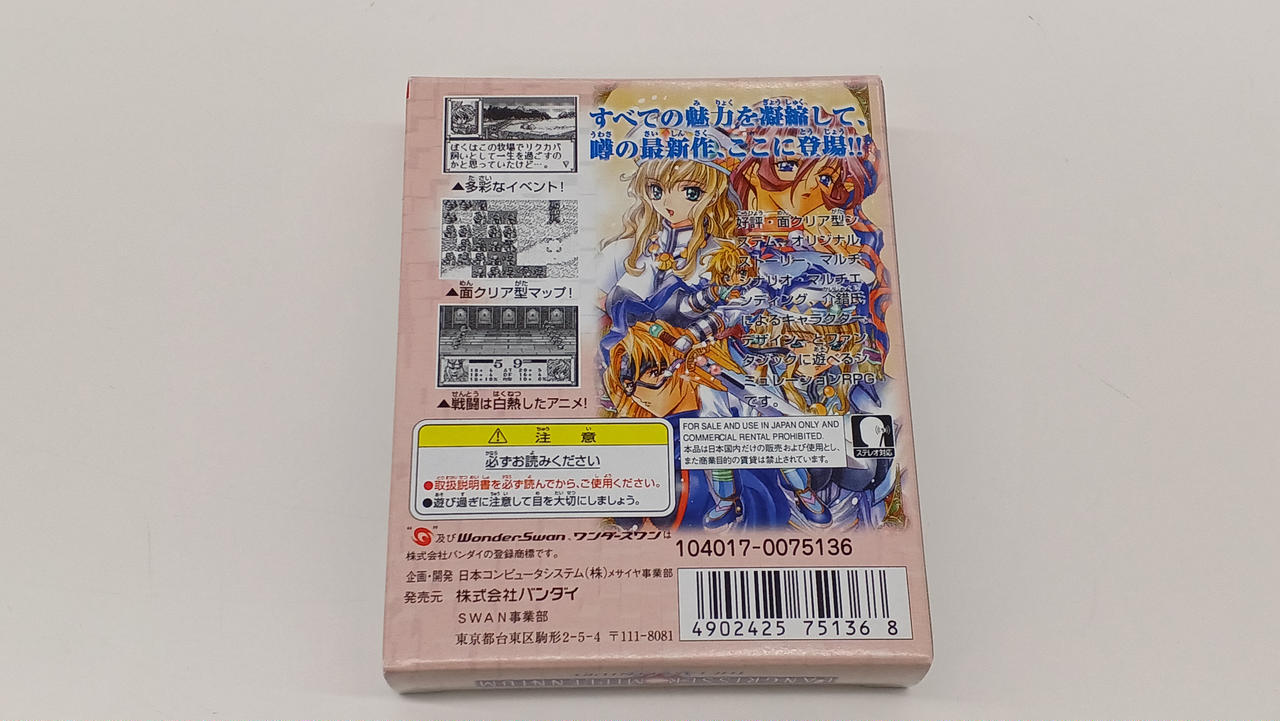 すべての魅力を凝縮して、
噂の最新作、ここに登場!!
ぼくはこの牧場でリクカバ
飼いとして一生を過ごすの
かと思っていたけど…。
▲多彩なイベント!
▲面クリア型マップ!
5 9
▲戦闘は白熱したアニメ!
好評・面クリア型シ
ステム、オリジナル
ストーリー、マルチ
シナリオ・マルチエ
ンディング、介錯氏
によるキャラクター
デザイン、とファン
タジックに遊べるシ
ミュレーションRPG
です。
注意
必ずお読みください
●取扱説明書を必ず読んでから、ご使用ください。
●遊び過ぎに注意して目を大切にしましょう。
FOR SALE AND USE IN JAPAN ONLY AND
COMMERCIAL RENTAL PROHIBITED.
本品は日本国内だけの販売および使用とし、
また商業目的の賃貸は禁止されています。
ステレオ対応
" "及びWonderSwan、ワンダースワンは
株式会社バンダイの登録商標です。
企画・開発 日本コンピュータシステム(株)メサイヤ事業部
発売元 株式会社バンダイ
SWAN事業部
東京都台東区駒形2-5-4 〒111-8081
104017-0075136
4902425 75136 8
LANGRISSER MILLENNIUM